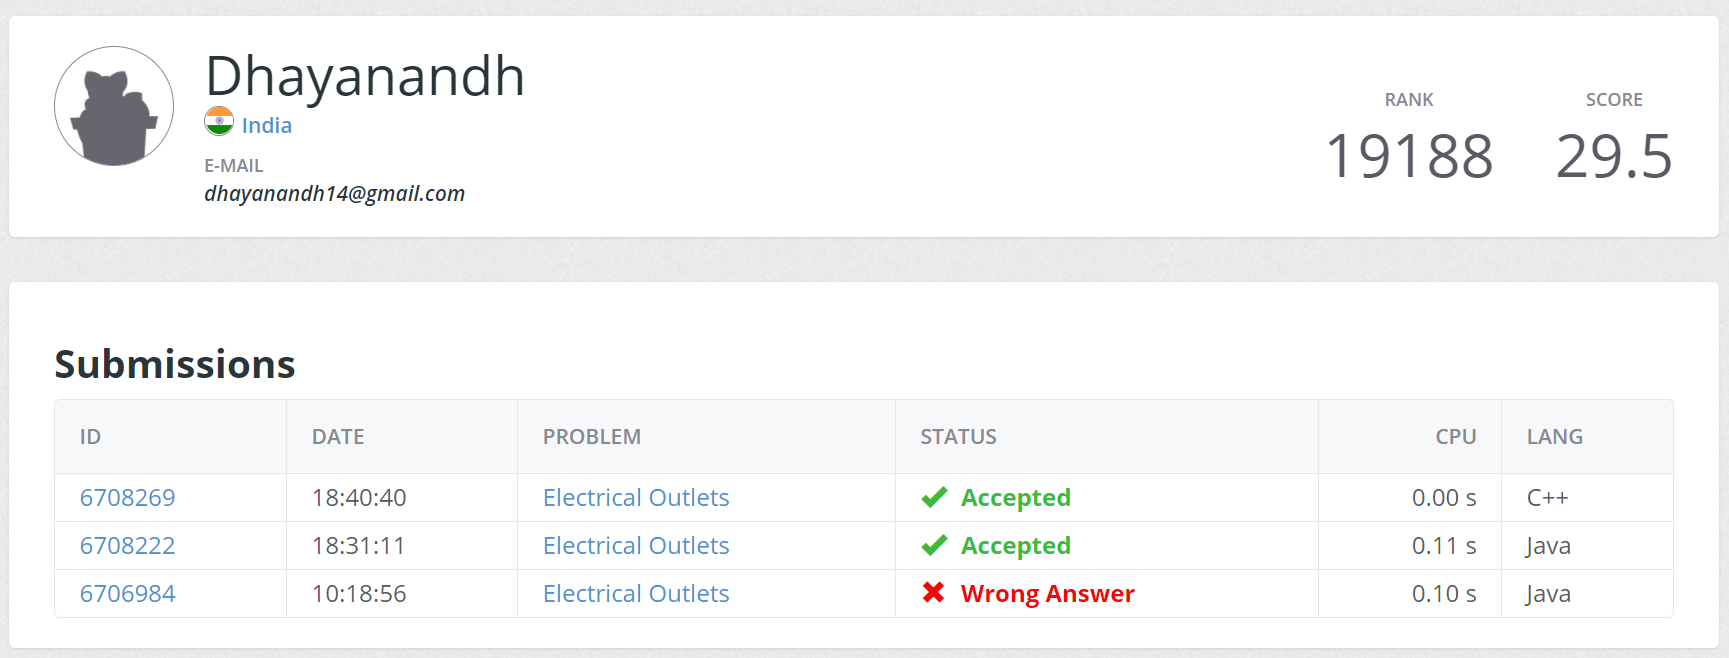 Dhayanandh
India
E-MAIL
dhayanandh14@gmail.com
RANK SCORE
19188 29.5
Submissions
ID DATE PROBLEM STATUS CPU LANG
6708269 18:40:40 Electrical Outlets Accepted 0.00 s C++
6708222 18:31:11 Electrical Outlets Accepted 0.11 s Java
6706984 10:18:56 Electrical Outlets Wrong Answer 0.10 s Java